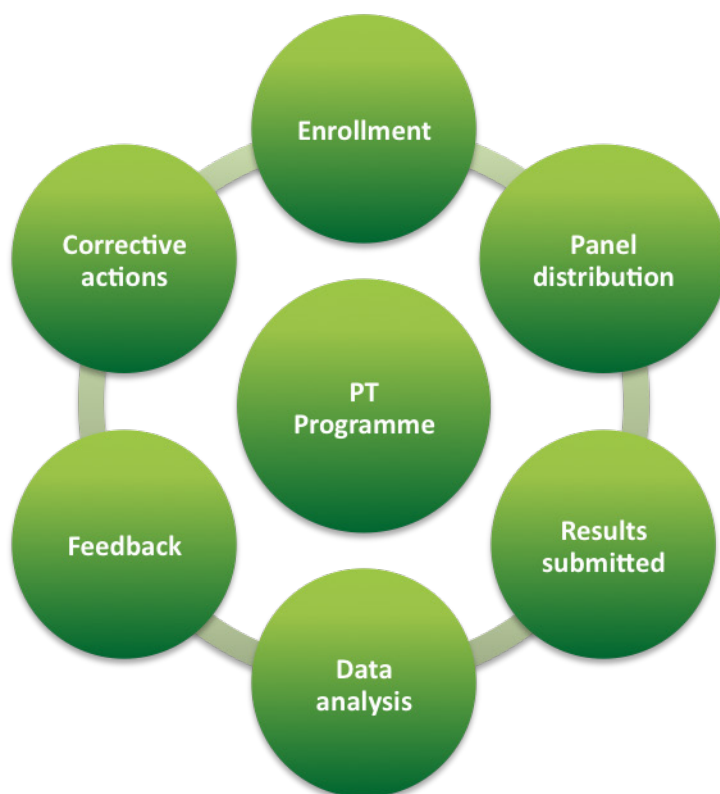 Enrollment
Panel
distribution
Results
submitted
Data
analysis
Feedback
Corrective
actions
PT
Programme